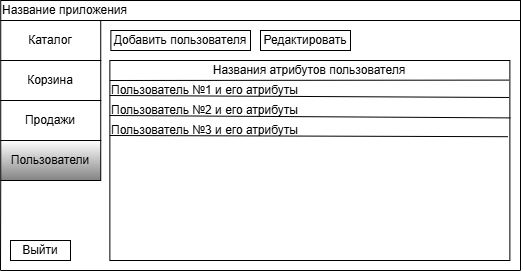 Название приложения
Каталог
Добавить пользователя
Редактировать
Названия атрибутов пользователя
Корзина
Пользователь №1 и его атрибуты
Пользователь №2 и его атрибуты
Продажи
Пользователь №3 и его атрибуты
Пользователи
Выйти